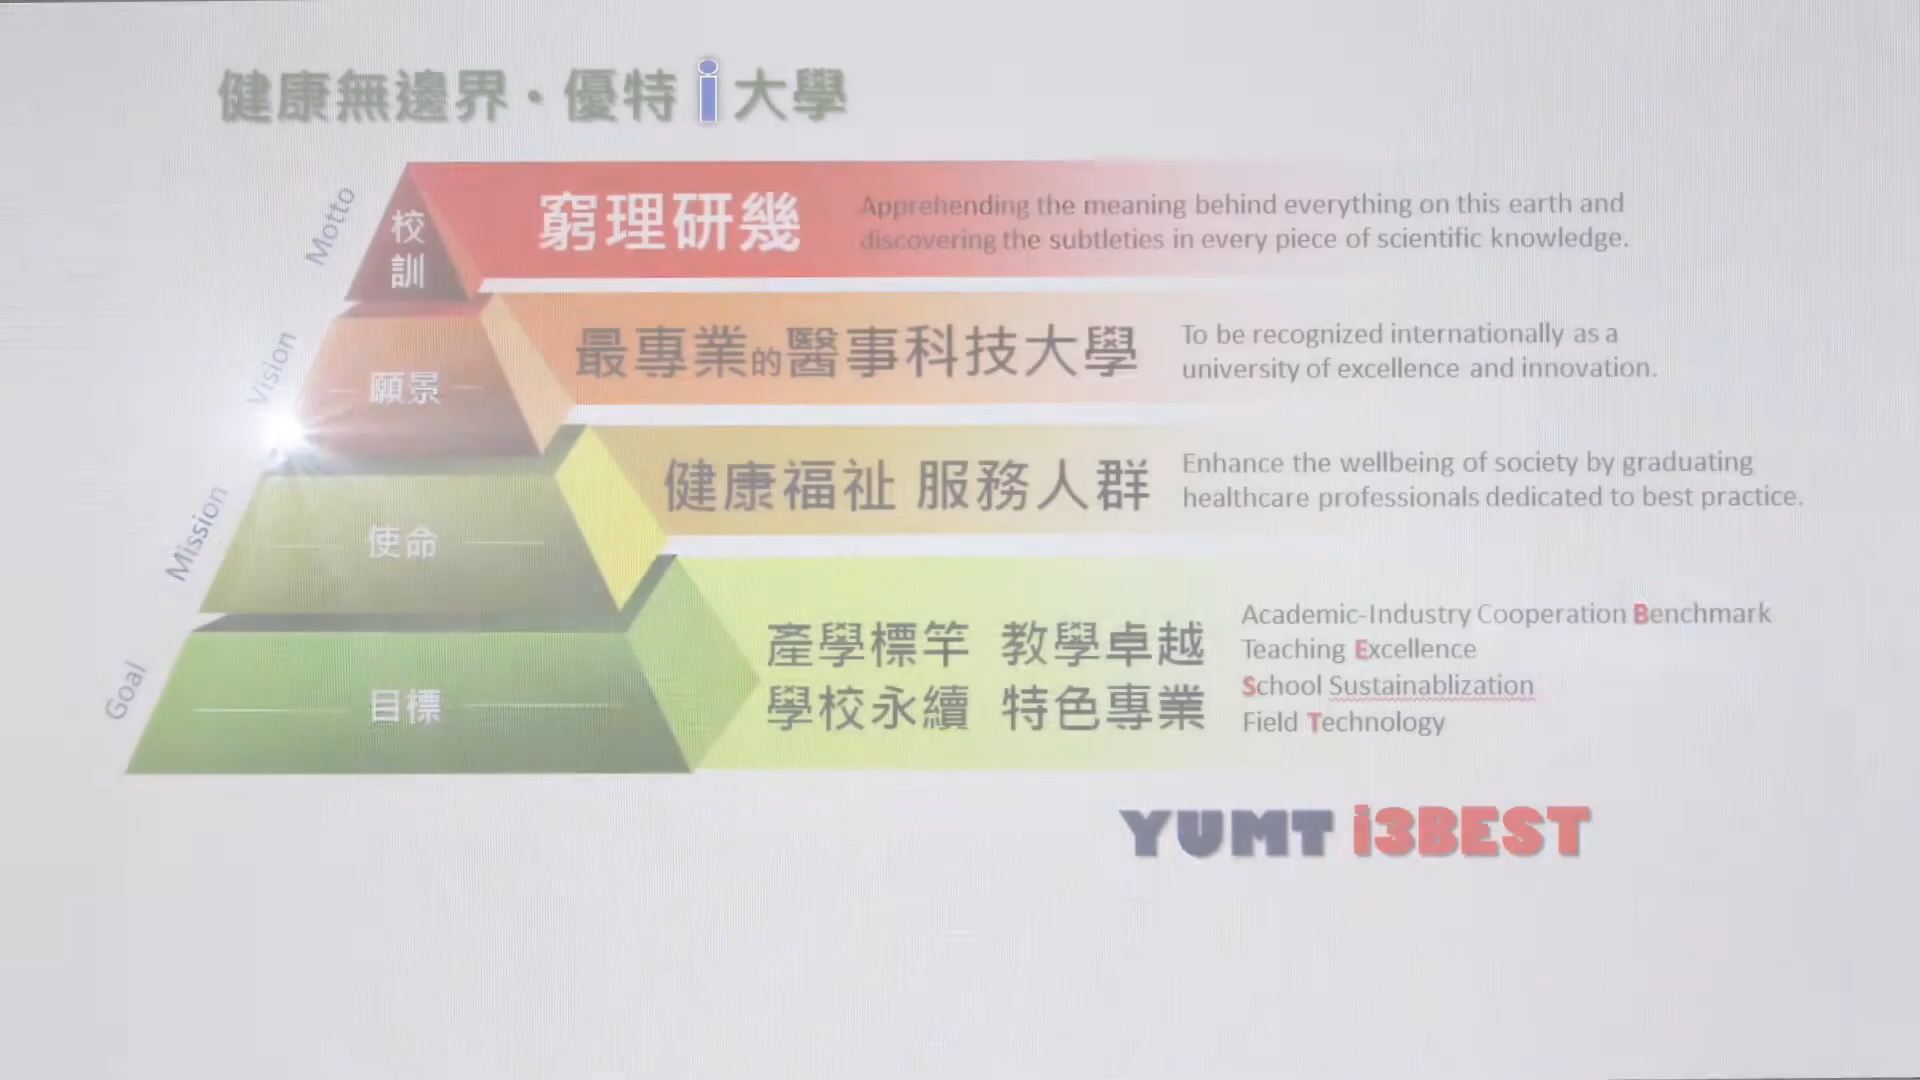 健康無邊界・優特i大學
Motto
校訓
窮理研幾
Apprehending the meaning behind everything on this earth and
discovering the subtleties in every piece of scientific knowledge.
Vision
願景
最專業的醫事科技大學
To be recognized internationally as a
university of excellence and innovation.
Mission
使命
健康福祉 服務人群
Enhance the wellbeing of society by graduating
healthcare professionals dedicated to best practice.
Goal
目標
產學標竿 教學卓越
學校永續 特色專業
Academic-Industry Cooperation Benchmark
Teaching Excellence
School Sustainablization
Field Technology
YUMT i3BEST